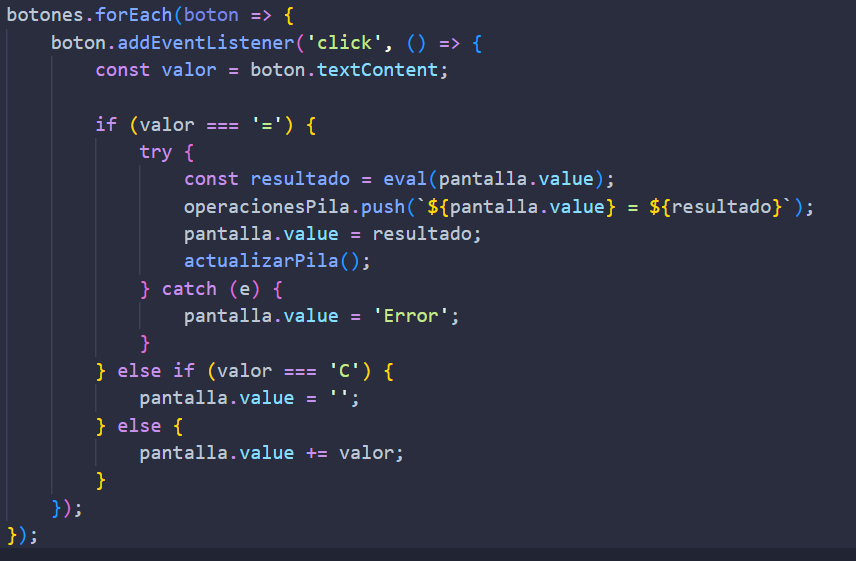 botones.forEach(boton => {
    boton.addEventListener('click', () => {
        const valor = boton.textContent;

        if (valor === '=') {
            try {
                const resultado = eval(pantalla.value);
                operacionesPila.push(`${pantalla.value} = ${resultado}`);
                pantalla.value = resultado;
                actualizarPila();
            } catch (e) {
                pantalla.value = 'Error';
            }
        } else if (valor === 'C') {
            pantalla.value = '';
        } else {
            pantalla.value += valor;
        }
    });
});